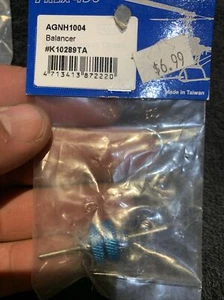 AGNH1004
Balancer
#K10289TA
4 713413 872220
$6.99
Made in Taiwan